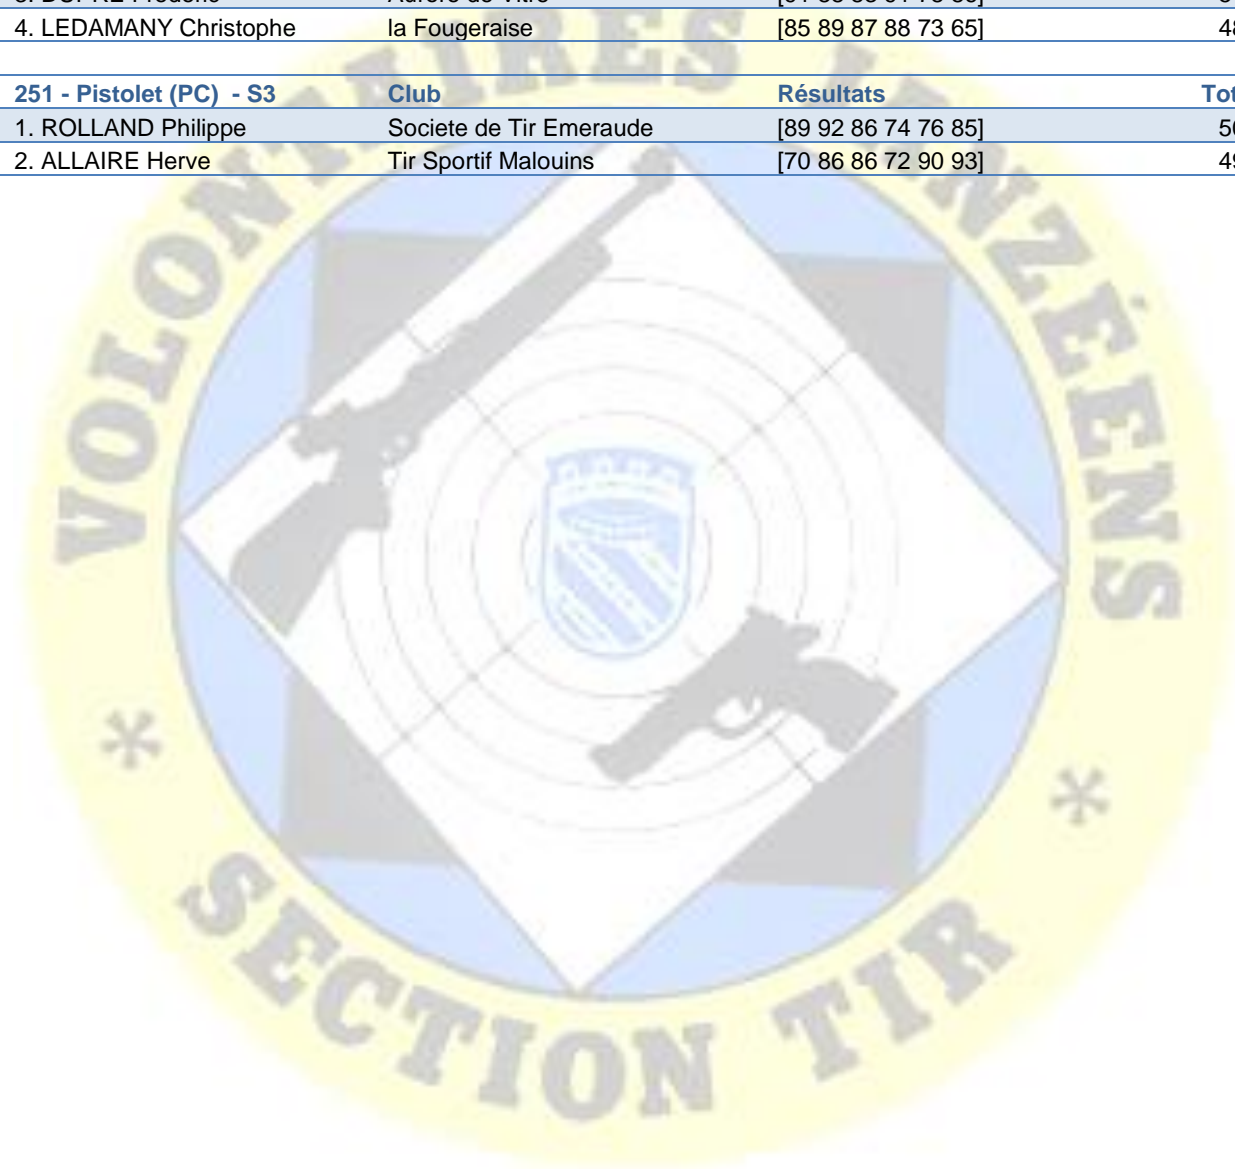 4. LEDAMANY Christophe la Fougeraise [85 89 87 88 73 65]
251 - Pistolet (PC) - S3 Club Résultats
1. ROLLAND Philippe Societe de Tir Emeraude [89 92 86 74 76 85]
2. ALLAIRE Herve Tir Sportif Malouins [70 86 86 72 90 93]
VOLONTAIRES JANZÉENS
* SECTION TIR *